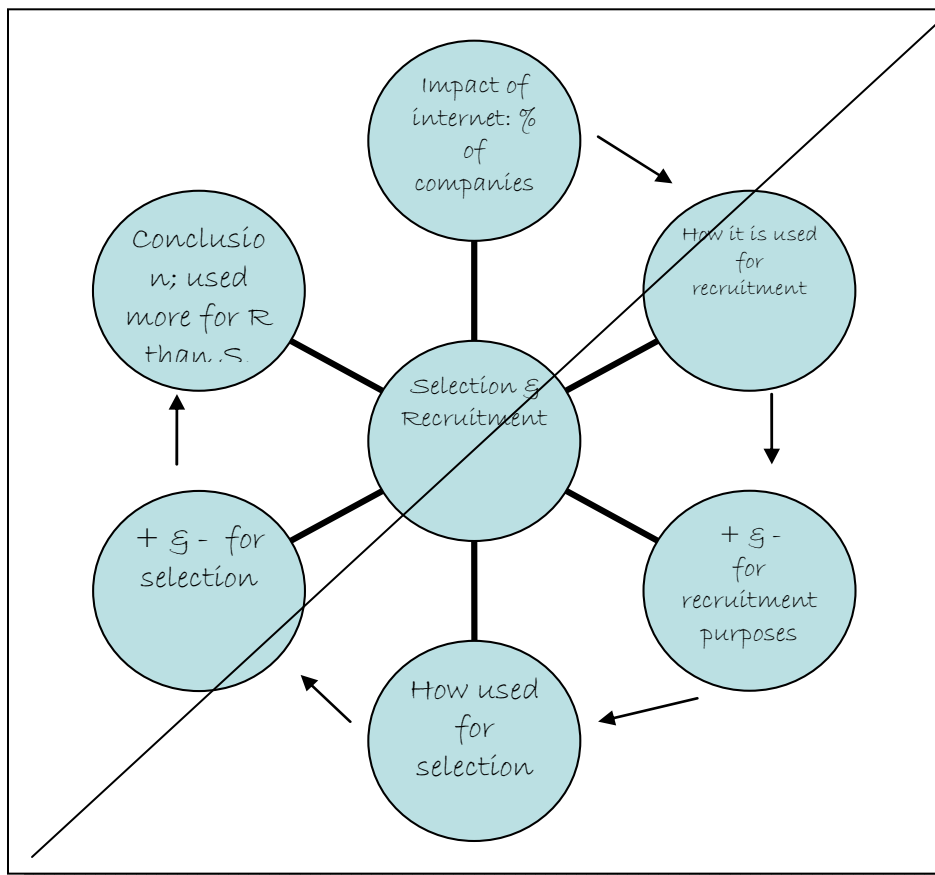 Impact of
internet: %
of
companies
How it is used
for
recruitment
+ & -
for
recruitment
purposes
How used
for
selection
+ & - for
selection
Conclusio
n; used
more for R
than S
Selection &
Recruitment